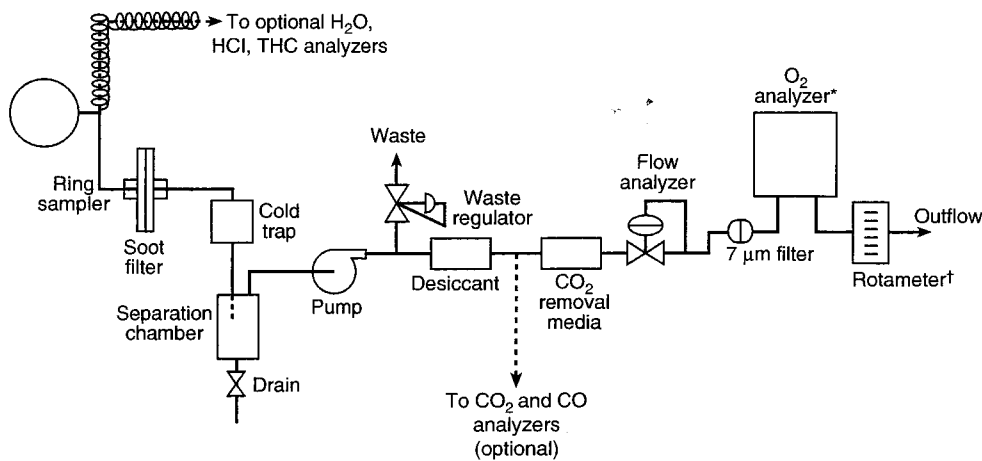 To optional H₂O,
HCl, THC analyzers
O₂
analyzer*
Waste
Flow
analyzer
Ring
sampler
Waste
regulator
Cold
trap
Outflow
Soot
filter
7 μm filter
Desiccant
Rotameter†
CO₂
removal
media
Pump
Separation
chamber
Drain
To CO₂ and CO
analyzers
(optional)